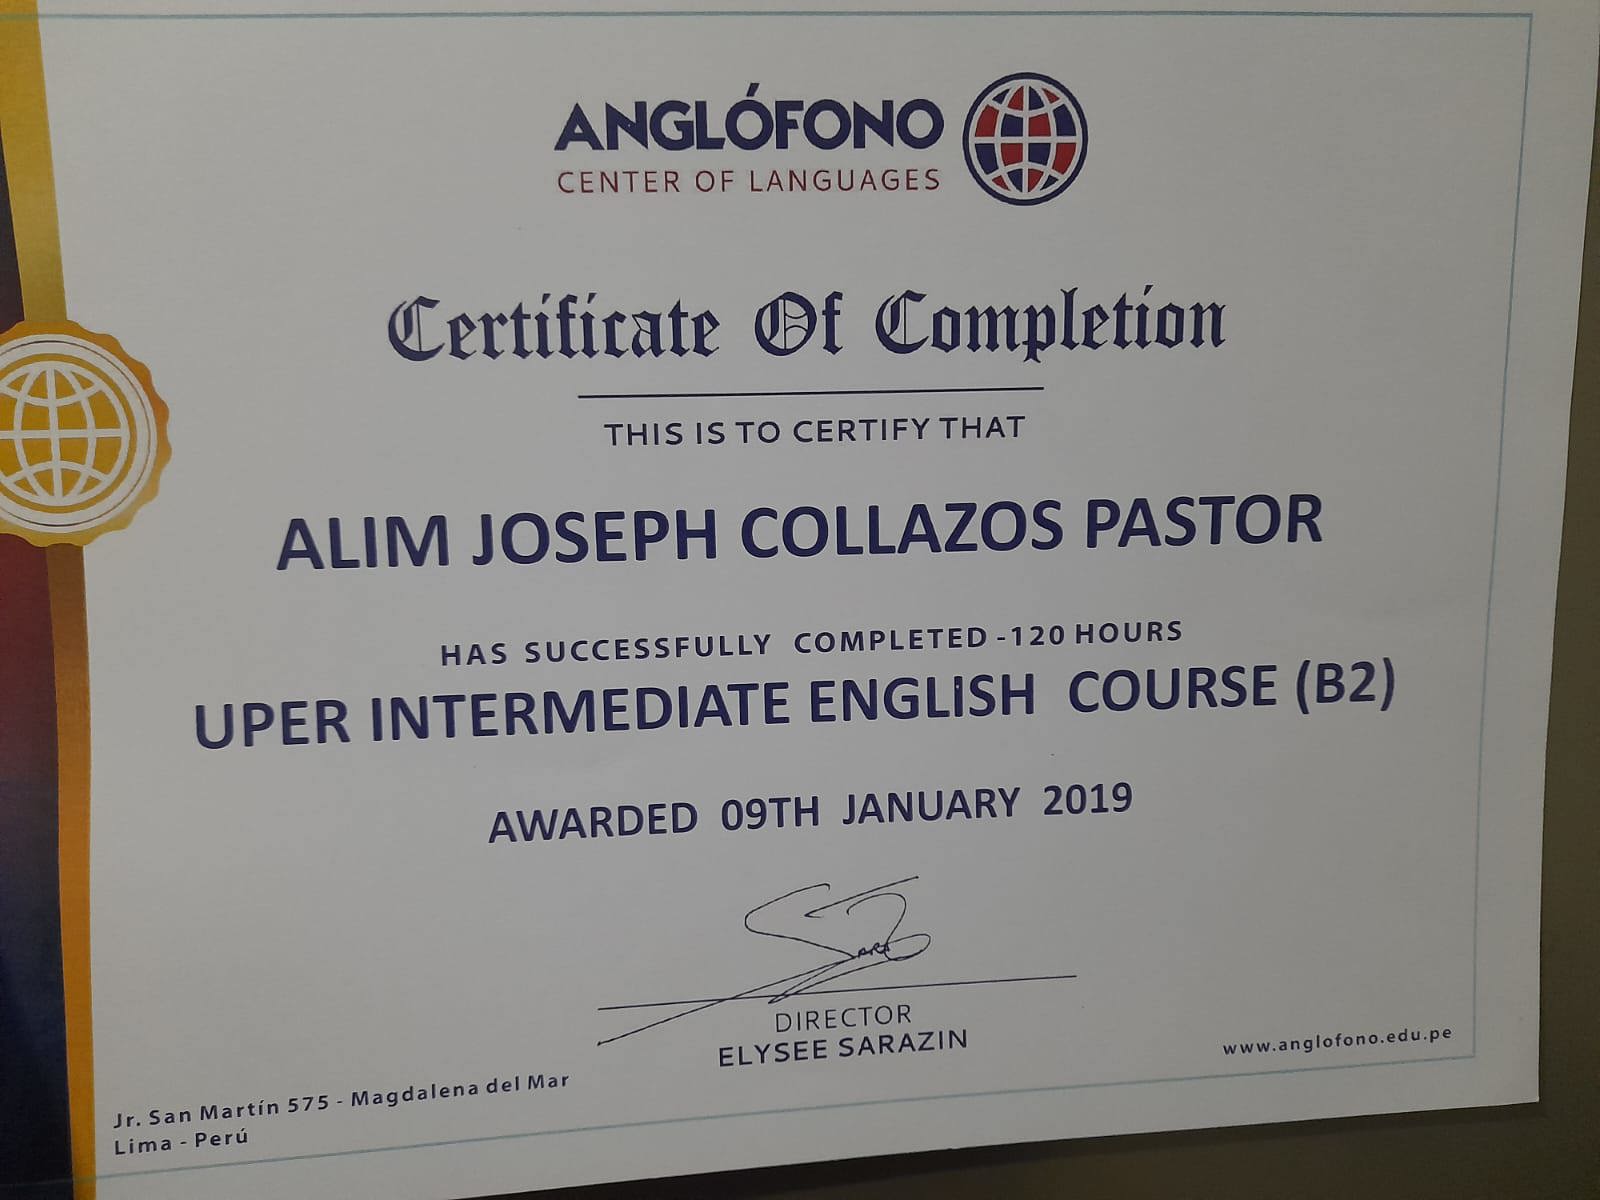 ANGLÓFONO
CENTER OF LANGUAGES
Certificate Of Completion
THIS IS TO CERTIFY THAT
ALIM JOSEPH COLLAZOS PASTOR
HAS SUCCESSFULLY COMPLETED -120 HOURS
UPER INTERMEDIATE ENGLISH COURSE (B2)
AWARDED 09TH JANUARY 2019
DIRECTOR
ELYSEE SARAZIN
www.anglofono.edu.pe
Jr. San Martín 575 - Magdalena del Mar
Lima - Perú